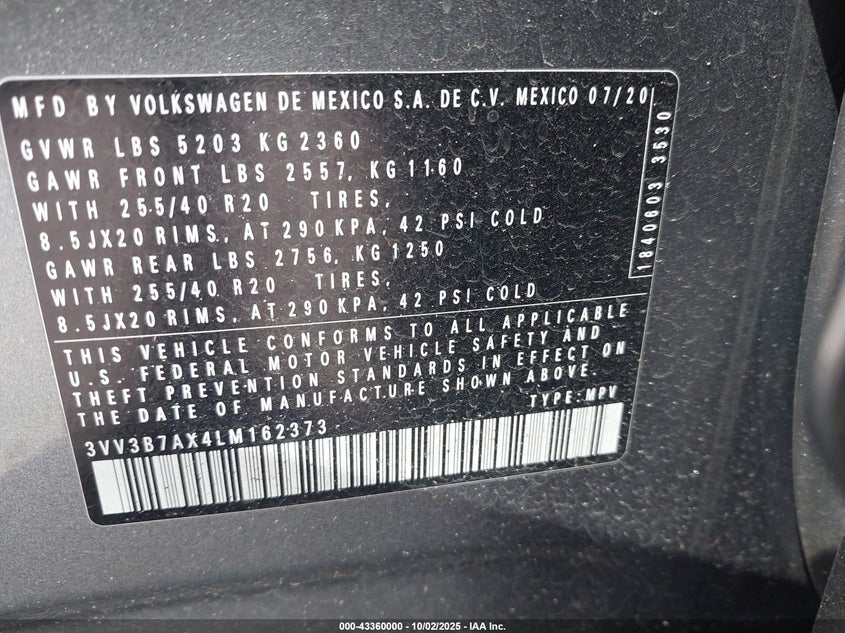 MFD BY VOLKSWAGEN DE MEXICO S.A. DE C.V. MEXICO 07/20
GVWR LBS 5203 KG 2360
GAWR FRONT LBS 2557, KG 1160
WITH 255/40 R20 TIRES,
8.5JX20 RIMS, AT 290 KPA, 42 PSI COLD
GAWR REAR LBS 2756, KG 1250
WITH 255/40 R20 TIRES,
8.5JX20 RIMS, AT 290 KPA, 42 PSI COLD
THIS VEHICLE CONFORMS TO ALL APPLICABLE
U.S. FEDERAL MOTOR VEHICLE SAFETY AND
THEFT PREVENTION STANDARDS IN EFFECT ON
THE DATE OF MANUFACTURE SHOWN ABOVE.
TYPE: MPV
3VV3B7AX4LM162373
1840603 3530
000-43360000 - 10/02/2025 - IAA Inc.